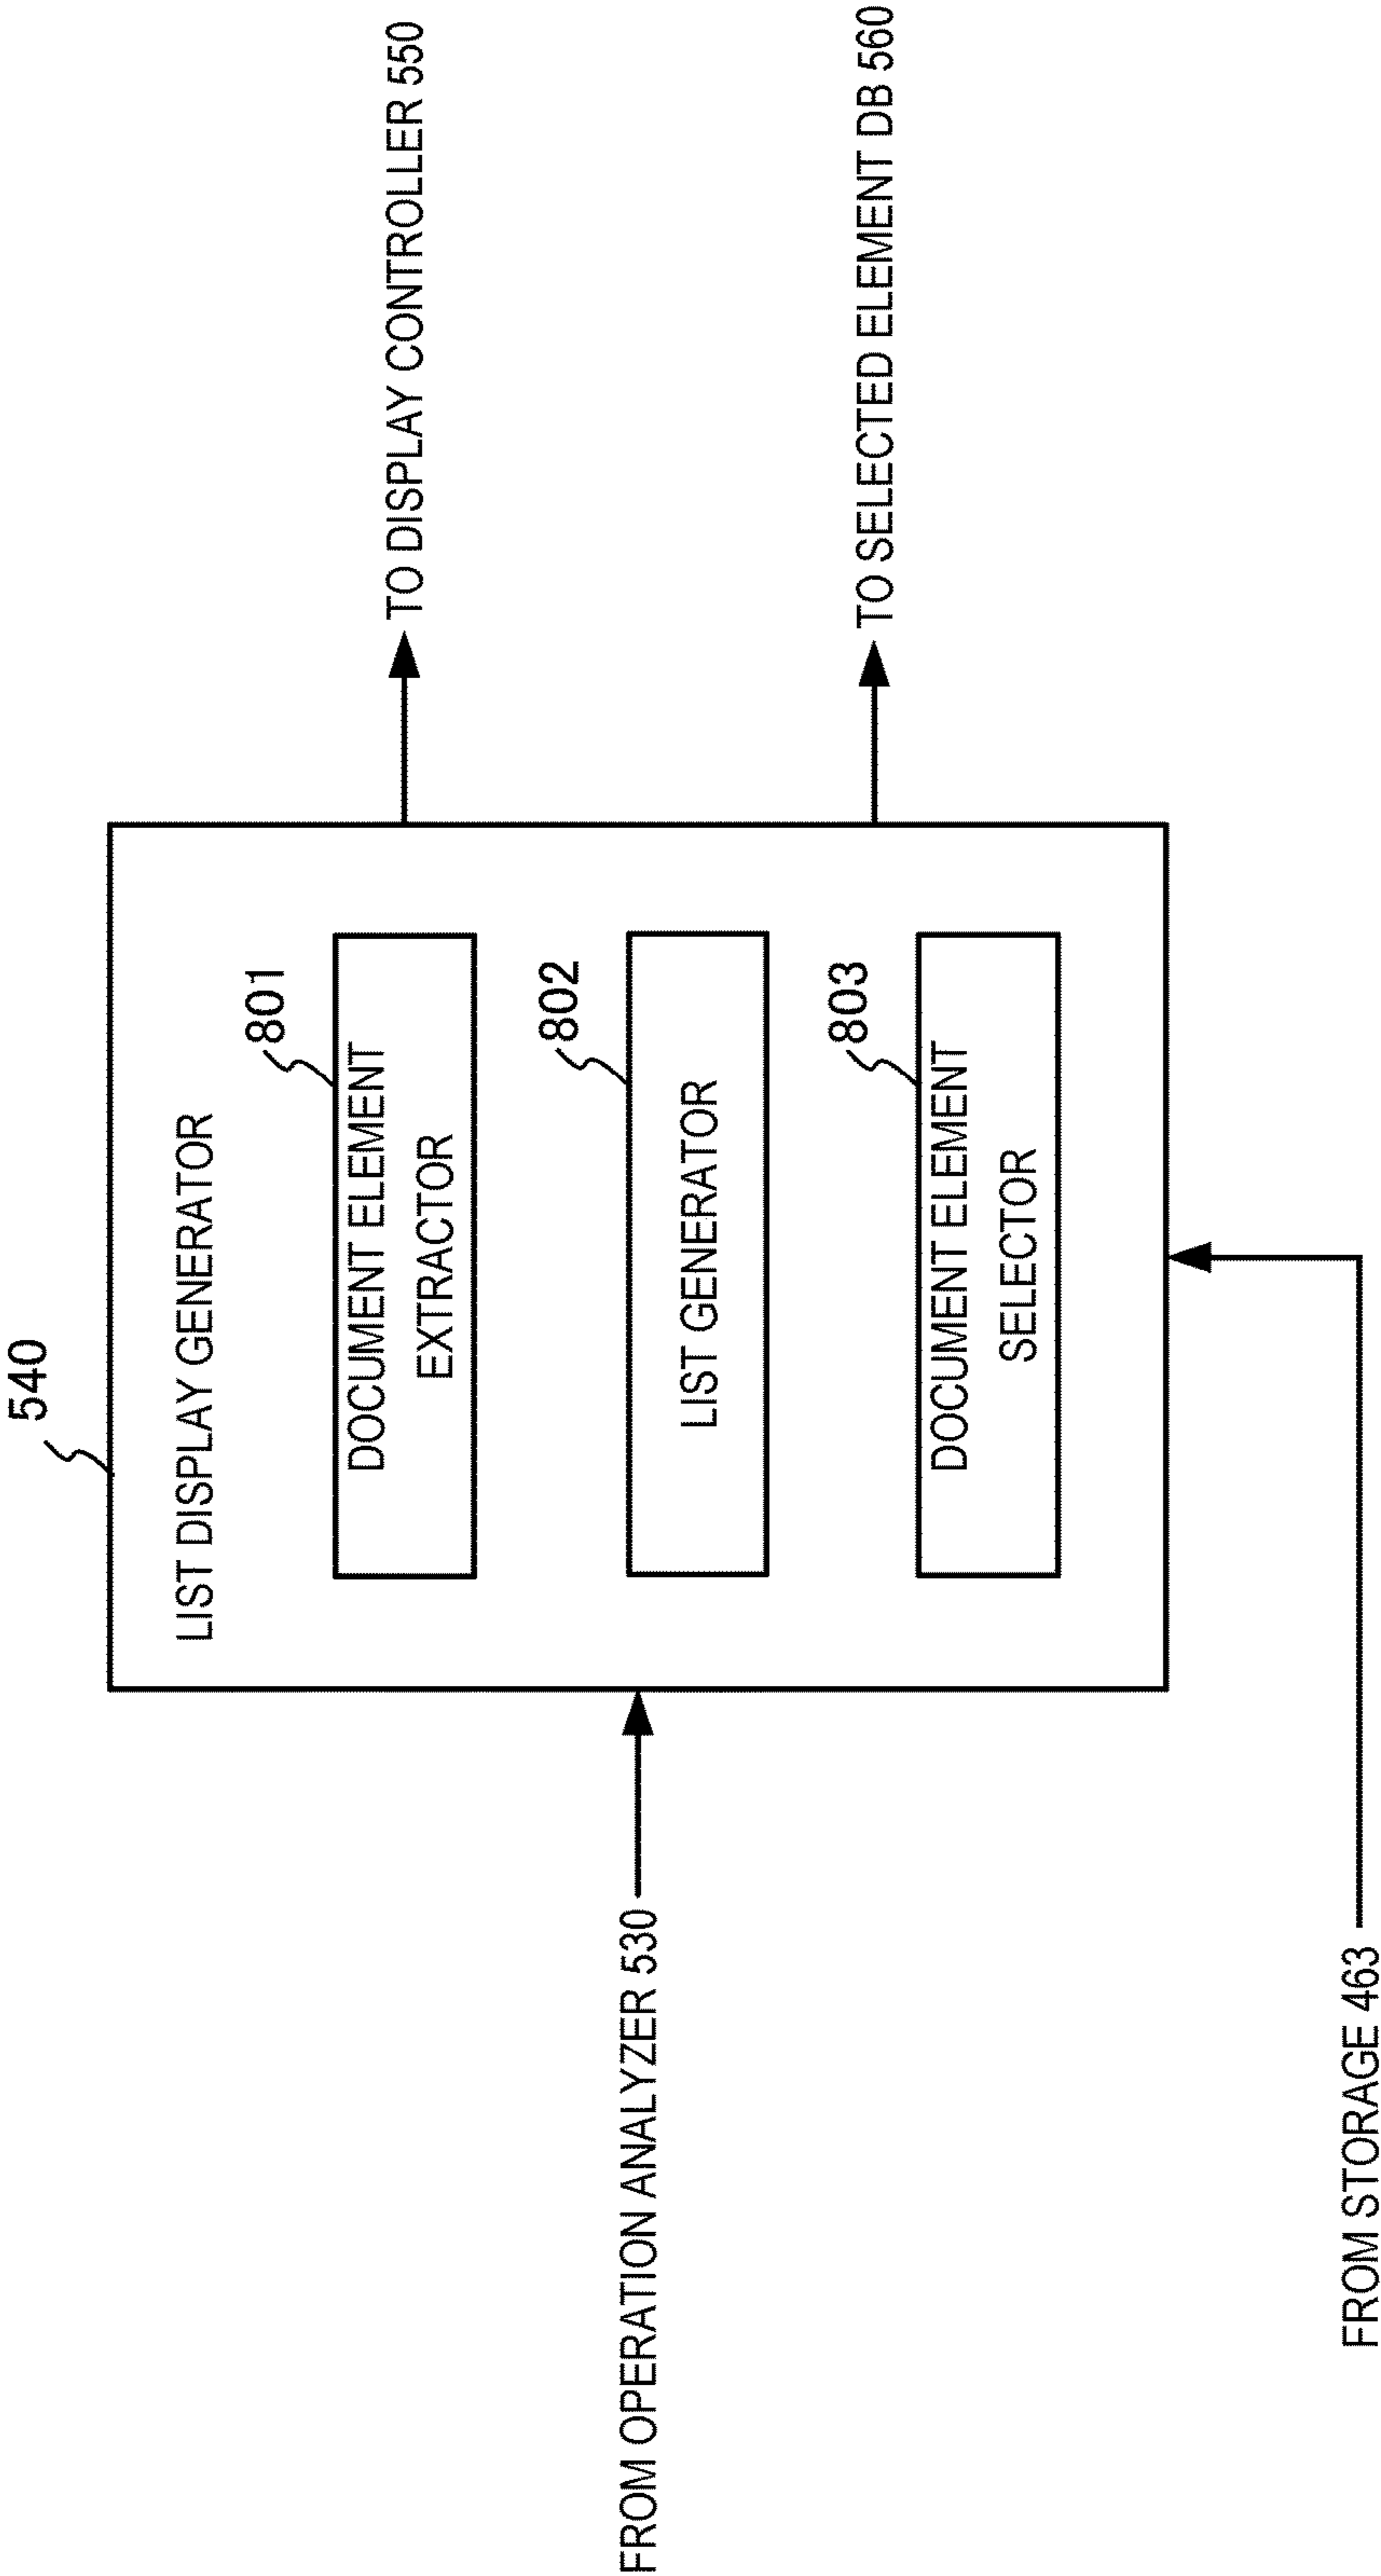 540
LIST DISPLAY GENERATOR
801
DOCUMENT ELEMENT
EXTRACTOR
802
LIST GENERATOR
803
DOCUMENT ELEMENT
SELECTOR
FROM OPERATION ANALYZER 530
TO DISPLAY CONTROLLER 550
TO SELECTED ELEMENT DB 560
FROM STORAGE 463